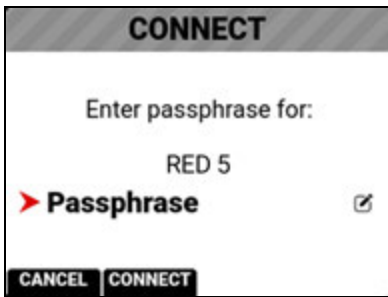 CONNECT
Enter passphrase for:
RED 5
Passphrase
CANCEL CONNECT